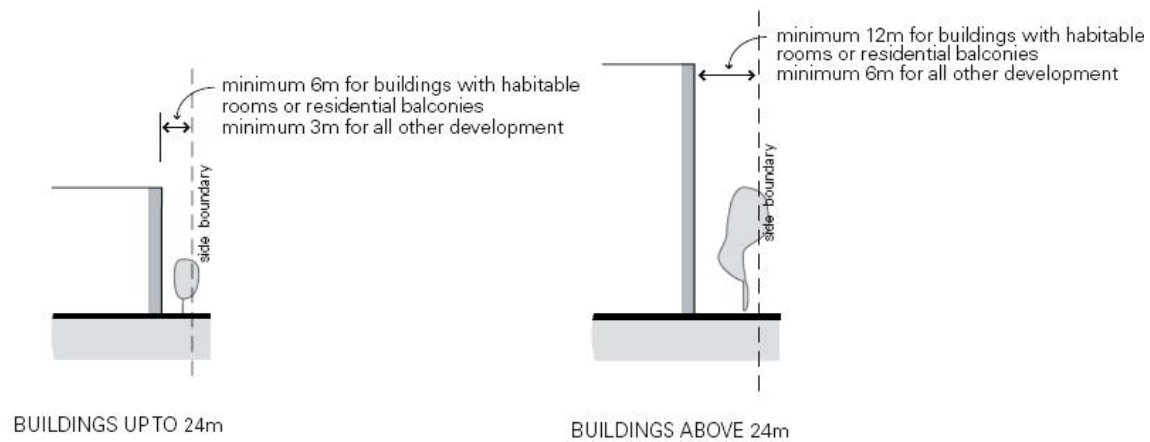 minimum 6m for buildings with habitable
rooms or residential balconies
minimum 3m for all other development
side boundary
BUILDINGS UP TO 24m
minimum 12m for buildings with habitable
rooms or residential balconies
minimum 6m for all other development
side boundary
BUILDINGS ABOVE 24m